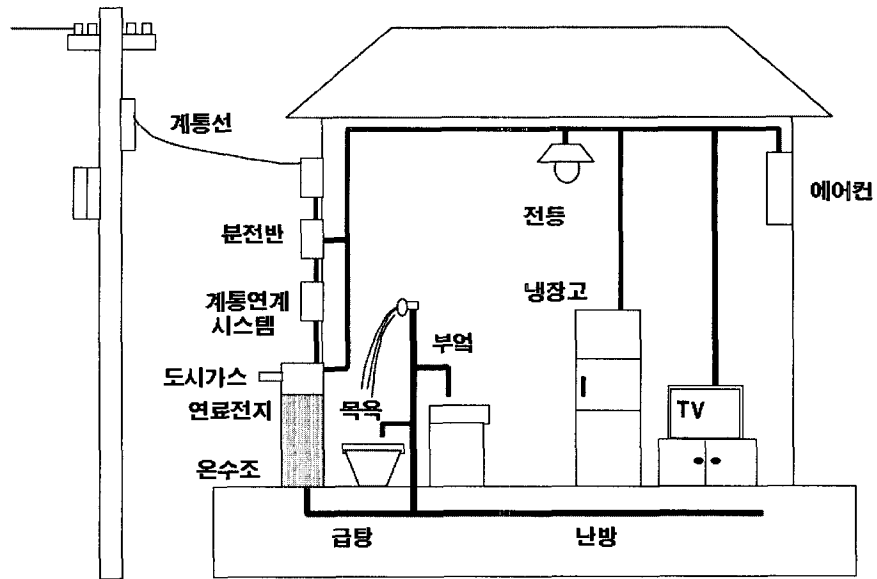 계통선
에어컨
전등
분전반
냉장고
계통연계
시스템
부엌
도시가스
연료전지
목욕
TV
온수조
급탕
난방